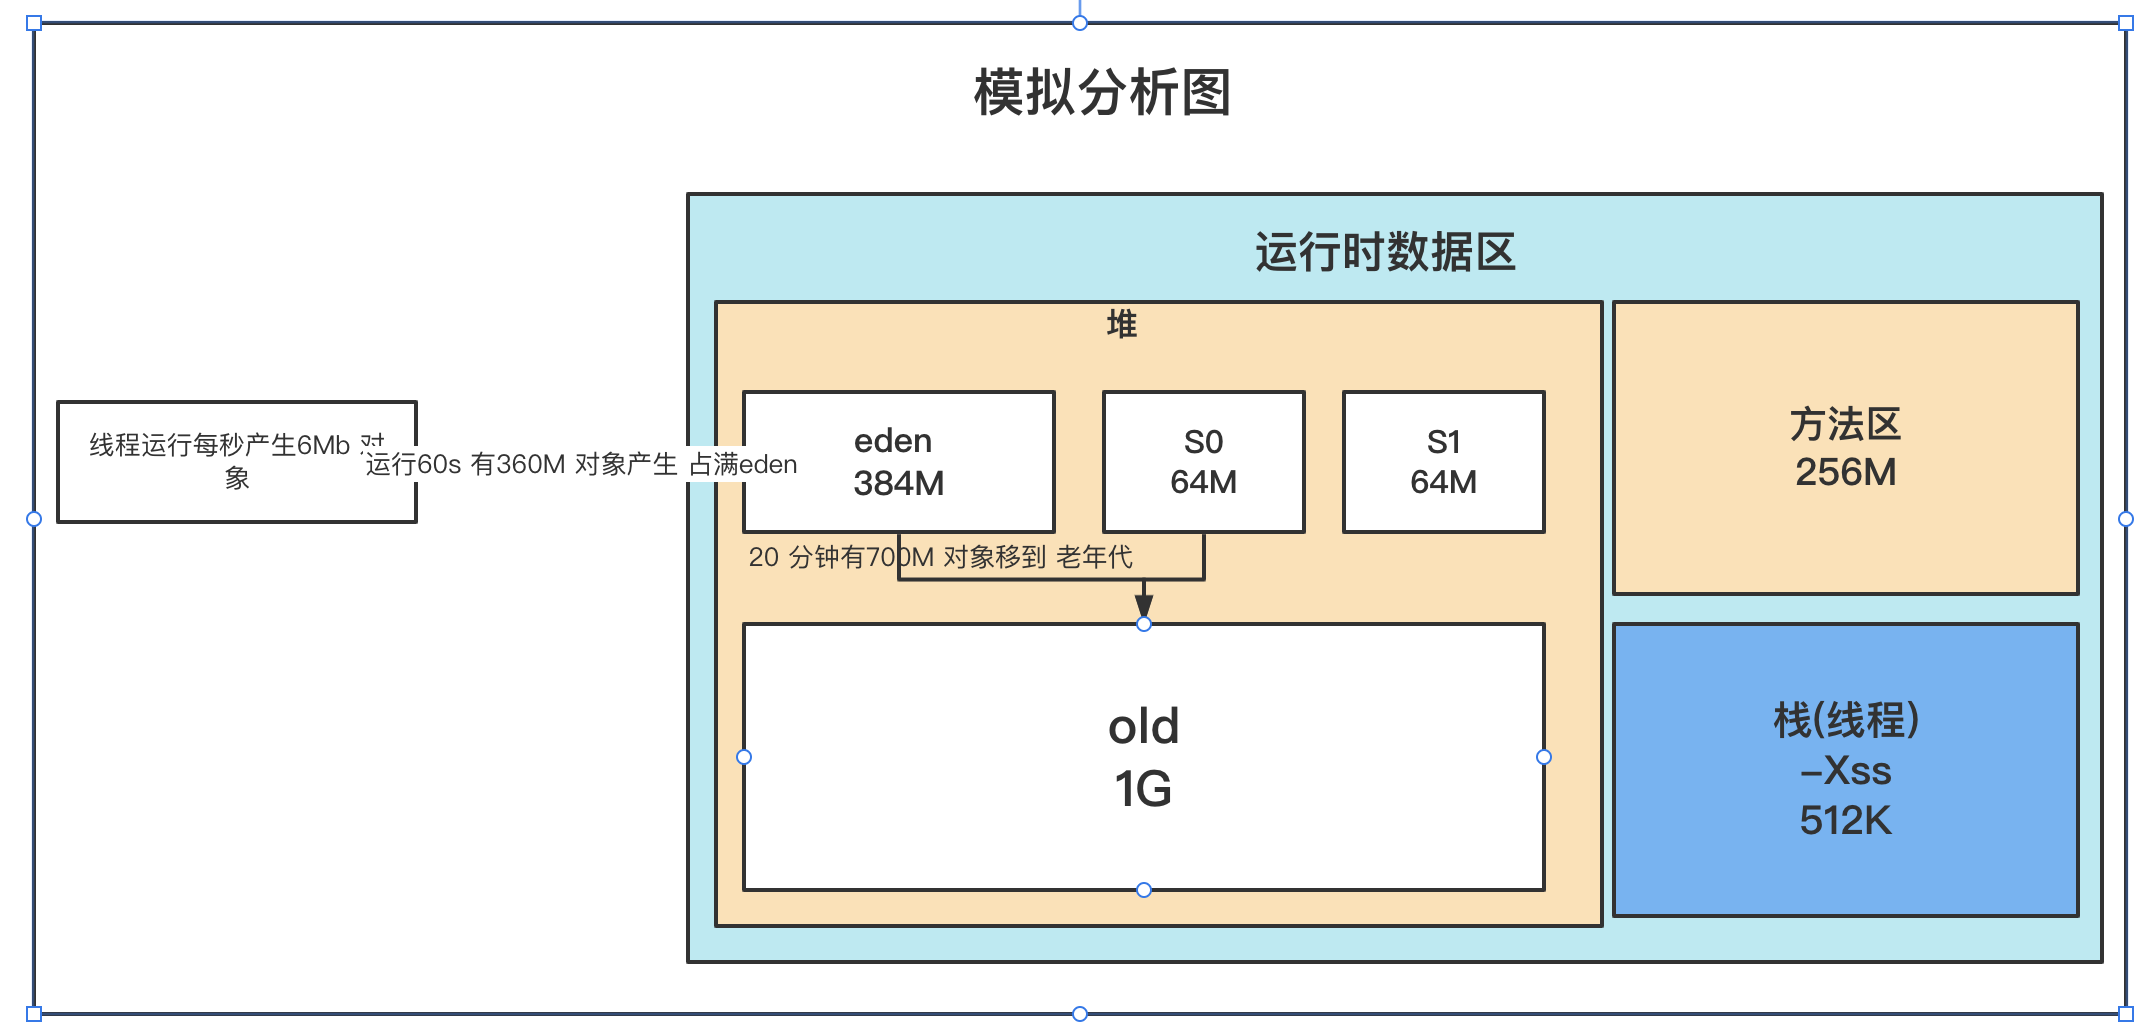 模拟分析图
运行时数据区
堆
线程运行每秒产生6Mb 对
象
运行60s 有360M 对象产生 占满eden
eden
384M
S0
64M
S1
64M
方法区
256M
20 分钟有700M 对象移到 老年代
old
1G
栈(线程)
-Xss
512K